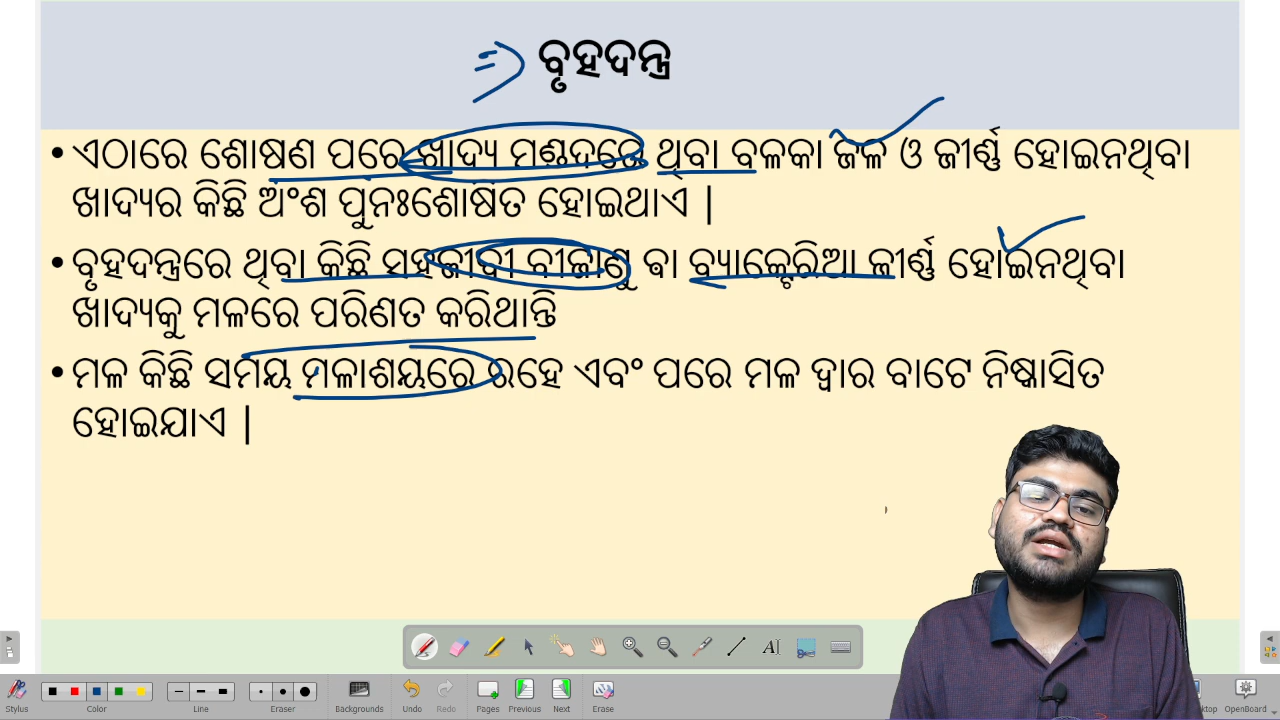 ବୃହଦନ୍ତ୍ର
• ଏଠାରେ ଶୋଷଣ ପରେ ଖାଦ୍ୟ ମଣ୍ଡଦଣ୍ଡେ ଥିବା ବଳକା ଜଳ ଓ ଜୀର୍ଣ୍ଣ ହୋଇନଥିବା
ଖାଦ୍ୟର କିଛି ଅଂଶ ପୁନଃଶୋଷିତ ହୋଇଥାଏ |
• ବୃହଦନ୍ତ୍ରରେ ଥିବା କିଛି ସହଜୀବୀ ବୀଜାଣୁ ଵା ବ୍ୟାକ୍ଟେରିଆ ଜୀର୍ଣ୍ଣ ହୋଇନଥିବା
ଖାଦ୍ୟକୁ ମଳରେ ପରିଣତ କରିଥାନ୍ତି
• ମଳ କିଛି ସମୟ ମଳାଶୟରେ ରହେ ଏବଂ ପରେ ମଳ ଦ୍ୱାର ବାଟେ ନିଷ୍କାସିତ
ହୋଇଯାଏ |
Stylus Color Line Eraser Backgrounds Undo Redo Pages Previous Next Erase OpenBoard